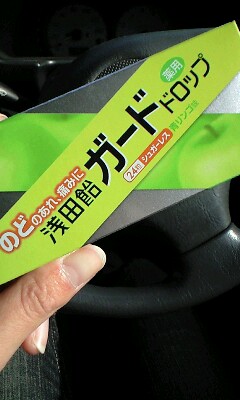 のどのあれ、痛みに
浅田飴
ガード
ドロップ
薬用
24個 シュガーレス 青リンゴ味